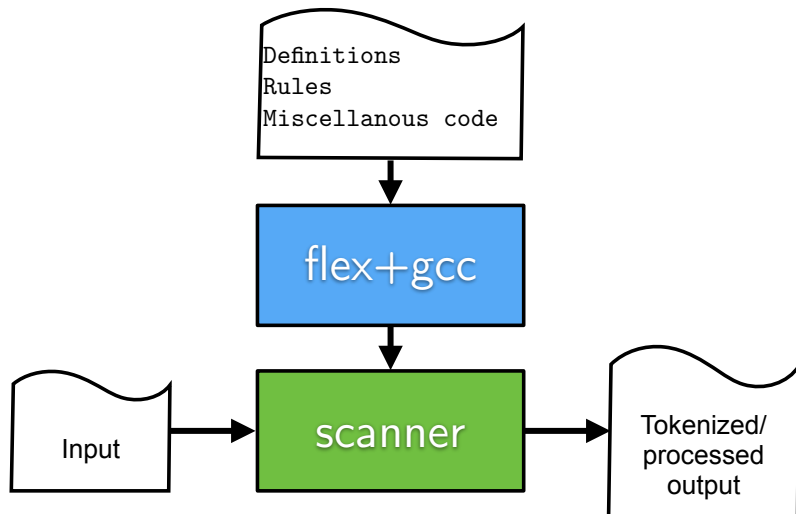 Definitions
Rules
Miscellanous code
flex+gcc
scanner
Input
Tokenized/
processed
output